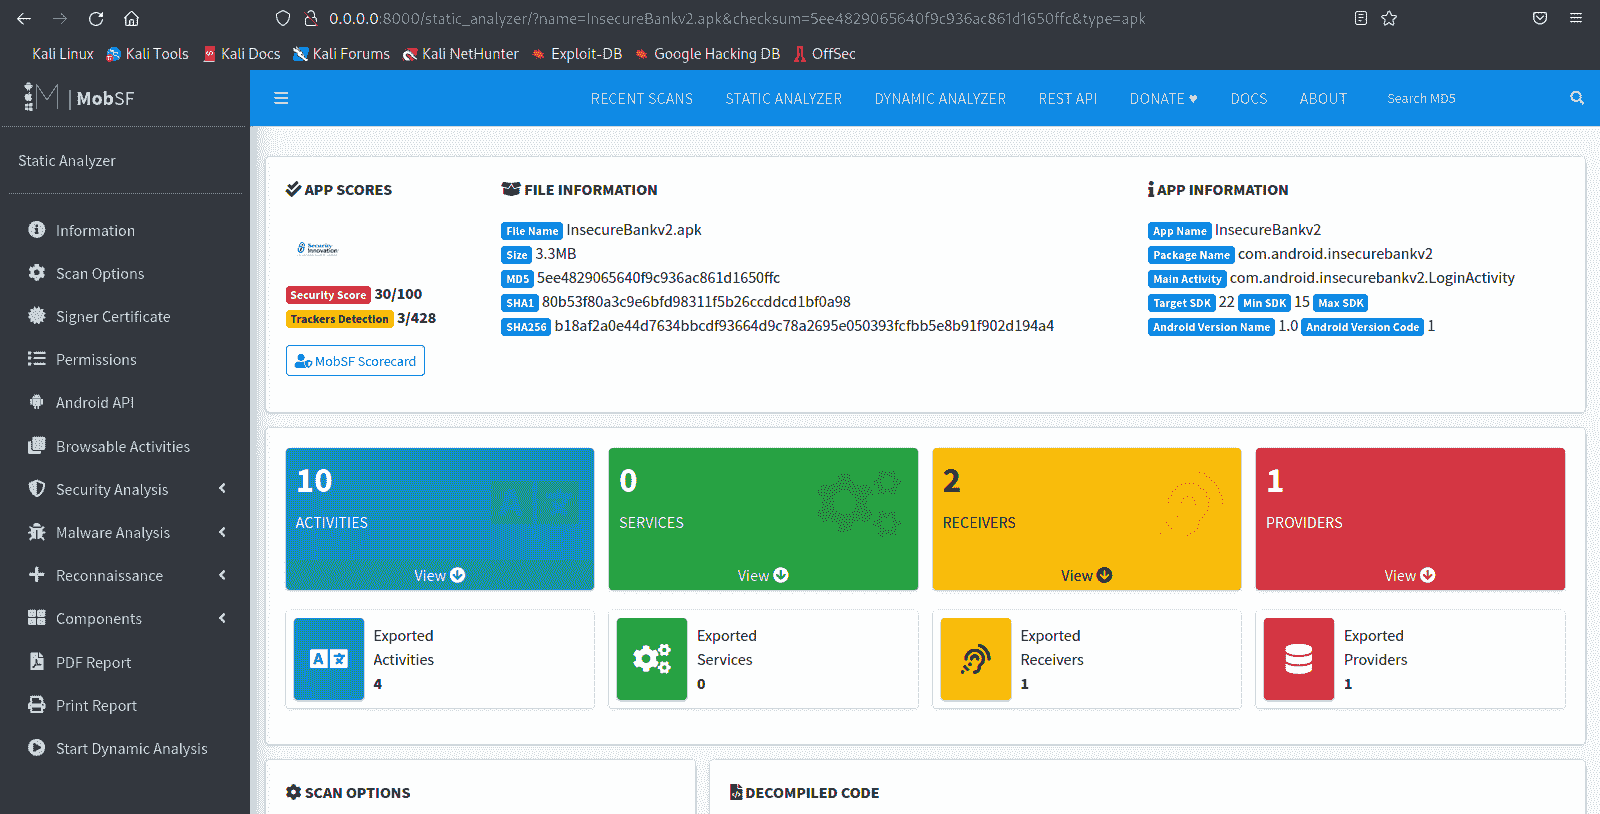 0.0.0.0:8000/static_analyzer/?name=InsecureBankv2.apk&checksum=5ee4829065640f9c936ac861d1650ffc&type=apk
Kali Linux Kali Tools Kali Docs Kali Forums Kali NetHunter Exploit-DB Google Hacking DB OffSec
M | MobSF
RECENT SCANS STATIC ANALYZER DYNAMIC ANALYZER REST API DONATE ♥ DOCS ABOUT Search MD5
Static Analyzer
Information
Scan Options
Signer Certificate
Permissions
Android API
Browsable Activities
Security Analysis
Malware Analysis
Reconnaissance
Components
PDF Report
Print Report
Start Dynamic Analysis
APP SCORES
Security Innovation
Security Score 30/100
Trackers Detection 3/428
MobSF Scorecard
FILE INFORMATION
File Name InsecureBankv2.apk
Size 3.3MB
MD5 5ee4829065640f9c936ac861d1650ffc
SHA1 80b53f80a3c9e6bfd98311f5b26ccddcd1bf0a98
SHA256 b18af2a0e44d7634bbcdf93664d9c78a2695e050393fcfbb5e8b91f902d194a4
APP INFORMATION
App Name InsecureBankv2
Package Name com.android.insecurebankv2
Main Activity com.android.insecurebankv2.LoginActivity
Target SDK 22 Min SDK 15 Max SDK
Android Version Name 1.0 Android Version Code 1
10
ACTIVITIES
View
0
SERVICES
View
2
RECEIVERS
View
1
PROVIDERS
View
Exported
Activities
4
Exported
Services
0
Exported
Receivers
1
Exported
Providers
1
SCAN OPTIONS
DECOMPILED CODE